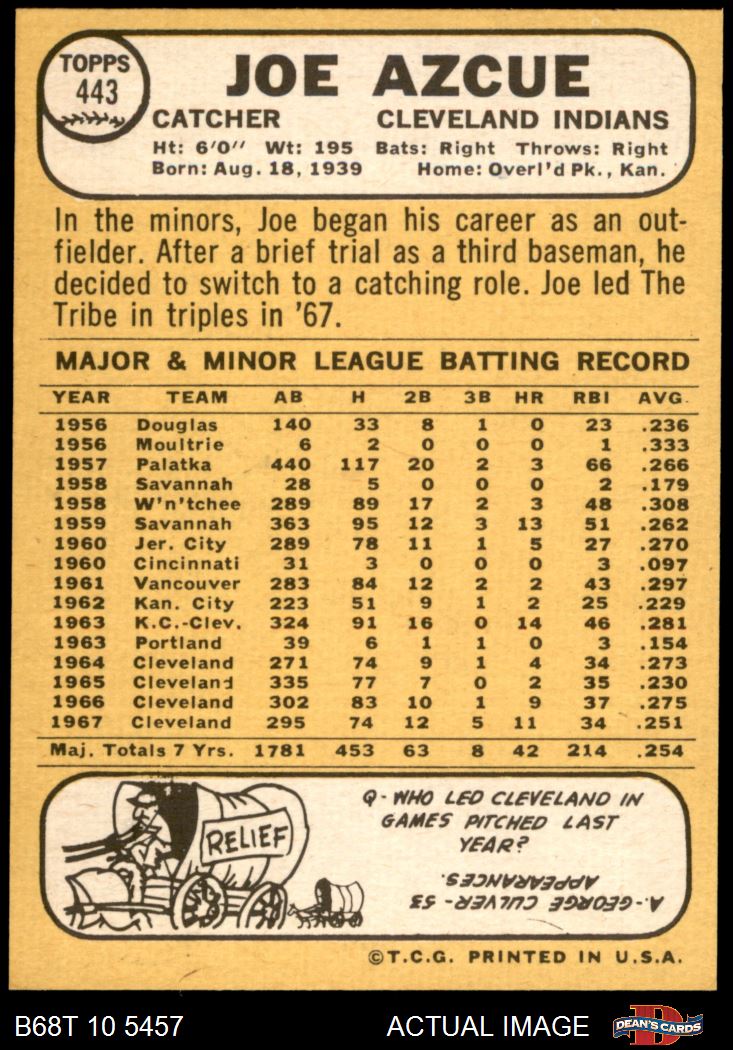 TOPPS
443
JOE AZCUE
CATCHER CLEVELAND INDIANS
Ht: 6'0" Wt: 195 Bats: Right Throws: Right
Born: Aug. 18, 1939 Home: Overl'd Pk., Kan.
In the minors, Joe began his career as an out-
fielder. After a brief trial as a third baseman, he
decided to switch to a catching role. Joe led The
Tribe in triples in '67.
MAJOR & MINOR LEAGUE BATTING RECORD
YEAR TEAM AB H 2B 3B HR RBI AVG.
1956 Douglas 140 33 8 1 0 23 .236
1956 Moultrie 6 2 0 0 0 1 .333
1957 Palatka 440 117 20 2 3 66 .266
1958 Savannah 28 5 0 0 0 2 .179
1958 W'n'tchee 289 89 17 2 3 48 .308
1959 Savannah 363 95 12 3 13 51 .262
1960 Jer. City 289 78 11 1 5 27 .270
1960 Cincinnati 31 3 0 0 0 3 .097
1961 Vancouver 283 84 12 2 2 43 .297
1962 Kan. City 223 51 9 1 2 25 .229
1963 K.C.-Clev. 324 91 16 0 14 46 .281
1963 Portland 39 6 1 1 0 3 .154
1964 Cleveland 271 74 9 1 4 34 .273
1965 Cleveland 335 77 7 0 2 35 .230
1966 Cleveland 302 83 10 1 9 37 .275
1967 Cleveland 295 74 12 5 11 34 .251
Maj. Totals 7 Yrs. 1781 453 63 8 42 214 .254
RELIEF
Q-WHO LED CLEVELAND IN
GAMES PITCHED LAST
YEAR?
A.-GEORGE CULVER-53
APPEARANCES.
©T.C.G. PRINTED IN U.S.A.
B68T 10 5457 ACTUAL IMAGE
D
DEAN'S CARDS